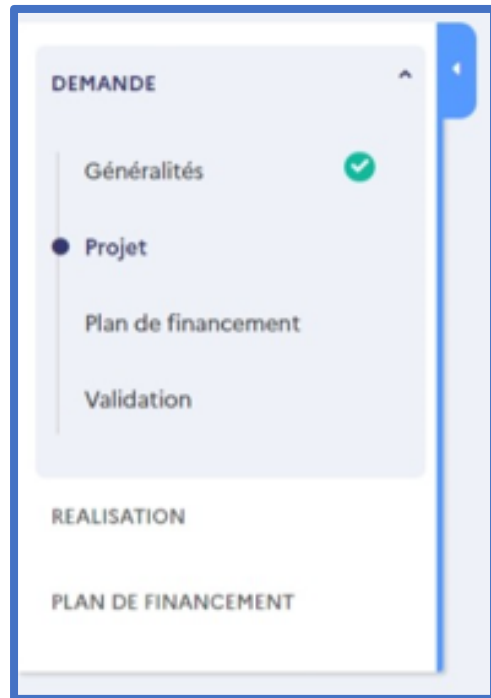 DEMANDE
Généralités
Projet
Plan de financement
Validation
REALISATION
PLAN DE FINANCEMENT